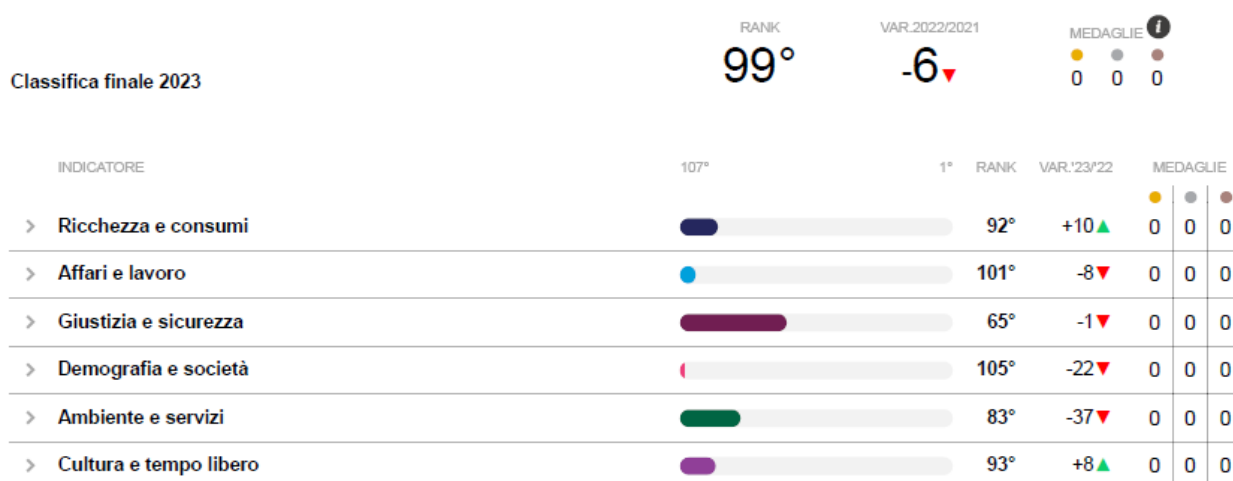 RANK VAR.2022/2021 MEDAGLIE i
Classifica finale 2023 99° -6▼ 0 0 0
INDICATORE 107° 1° RANK VAR.'23/'22 MEDAGLIE
Ricchezza e consumi 92° +10▲ 0 0 0
Affari e lavoro 101° -8▼ 0 0 0
Giustizia e sicurezza 65° -1▼ 0 0 0
Demografia e società 105° -22▼ 0 0 0
Ambiente e servizi 83° -37▼ 0 0 0
Cultura e tempo libero 93° +8▲ 0 0 0